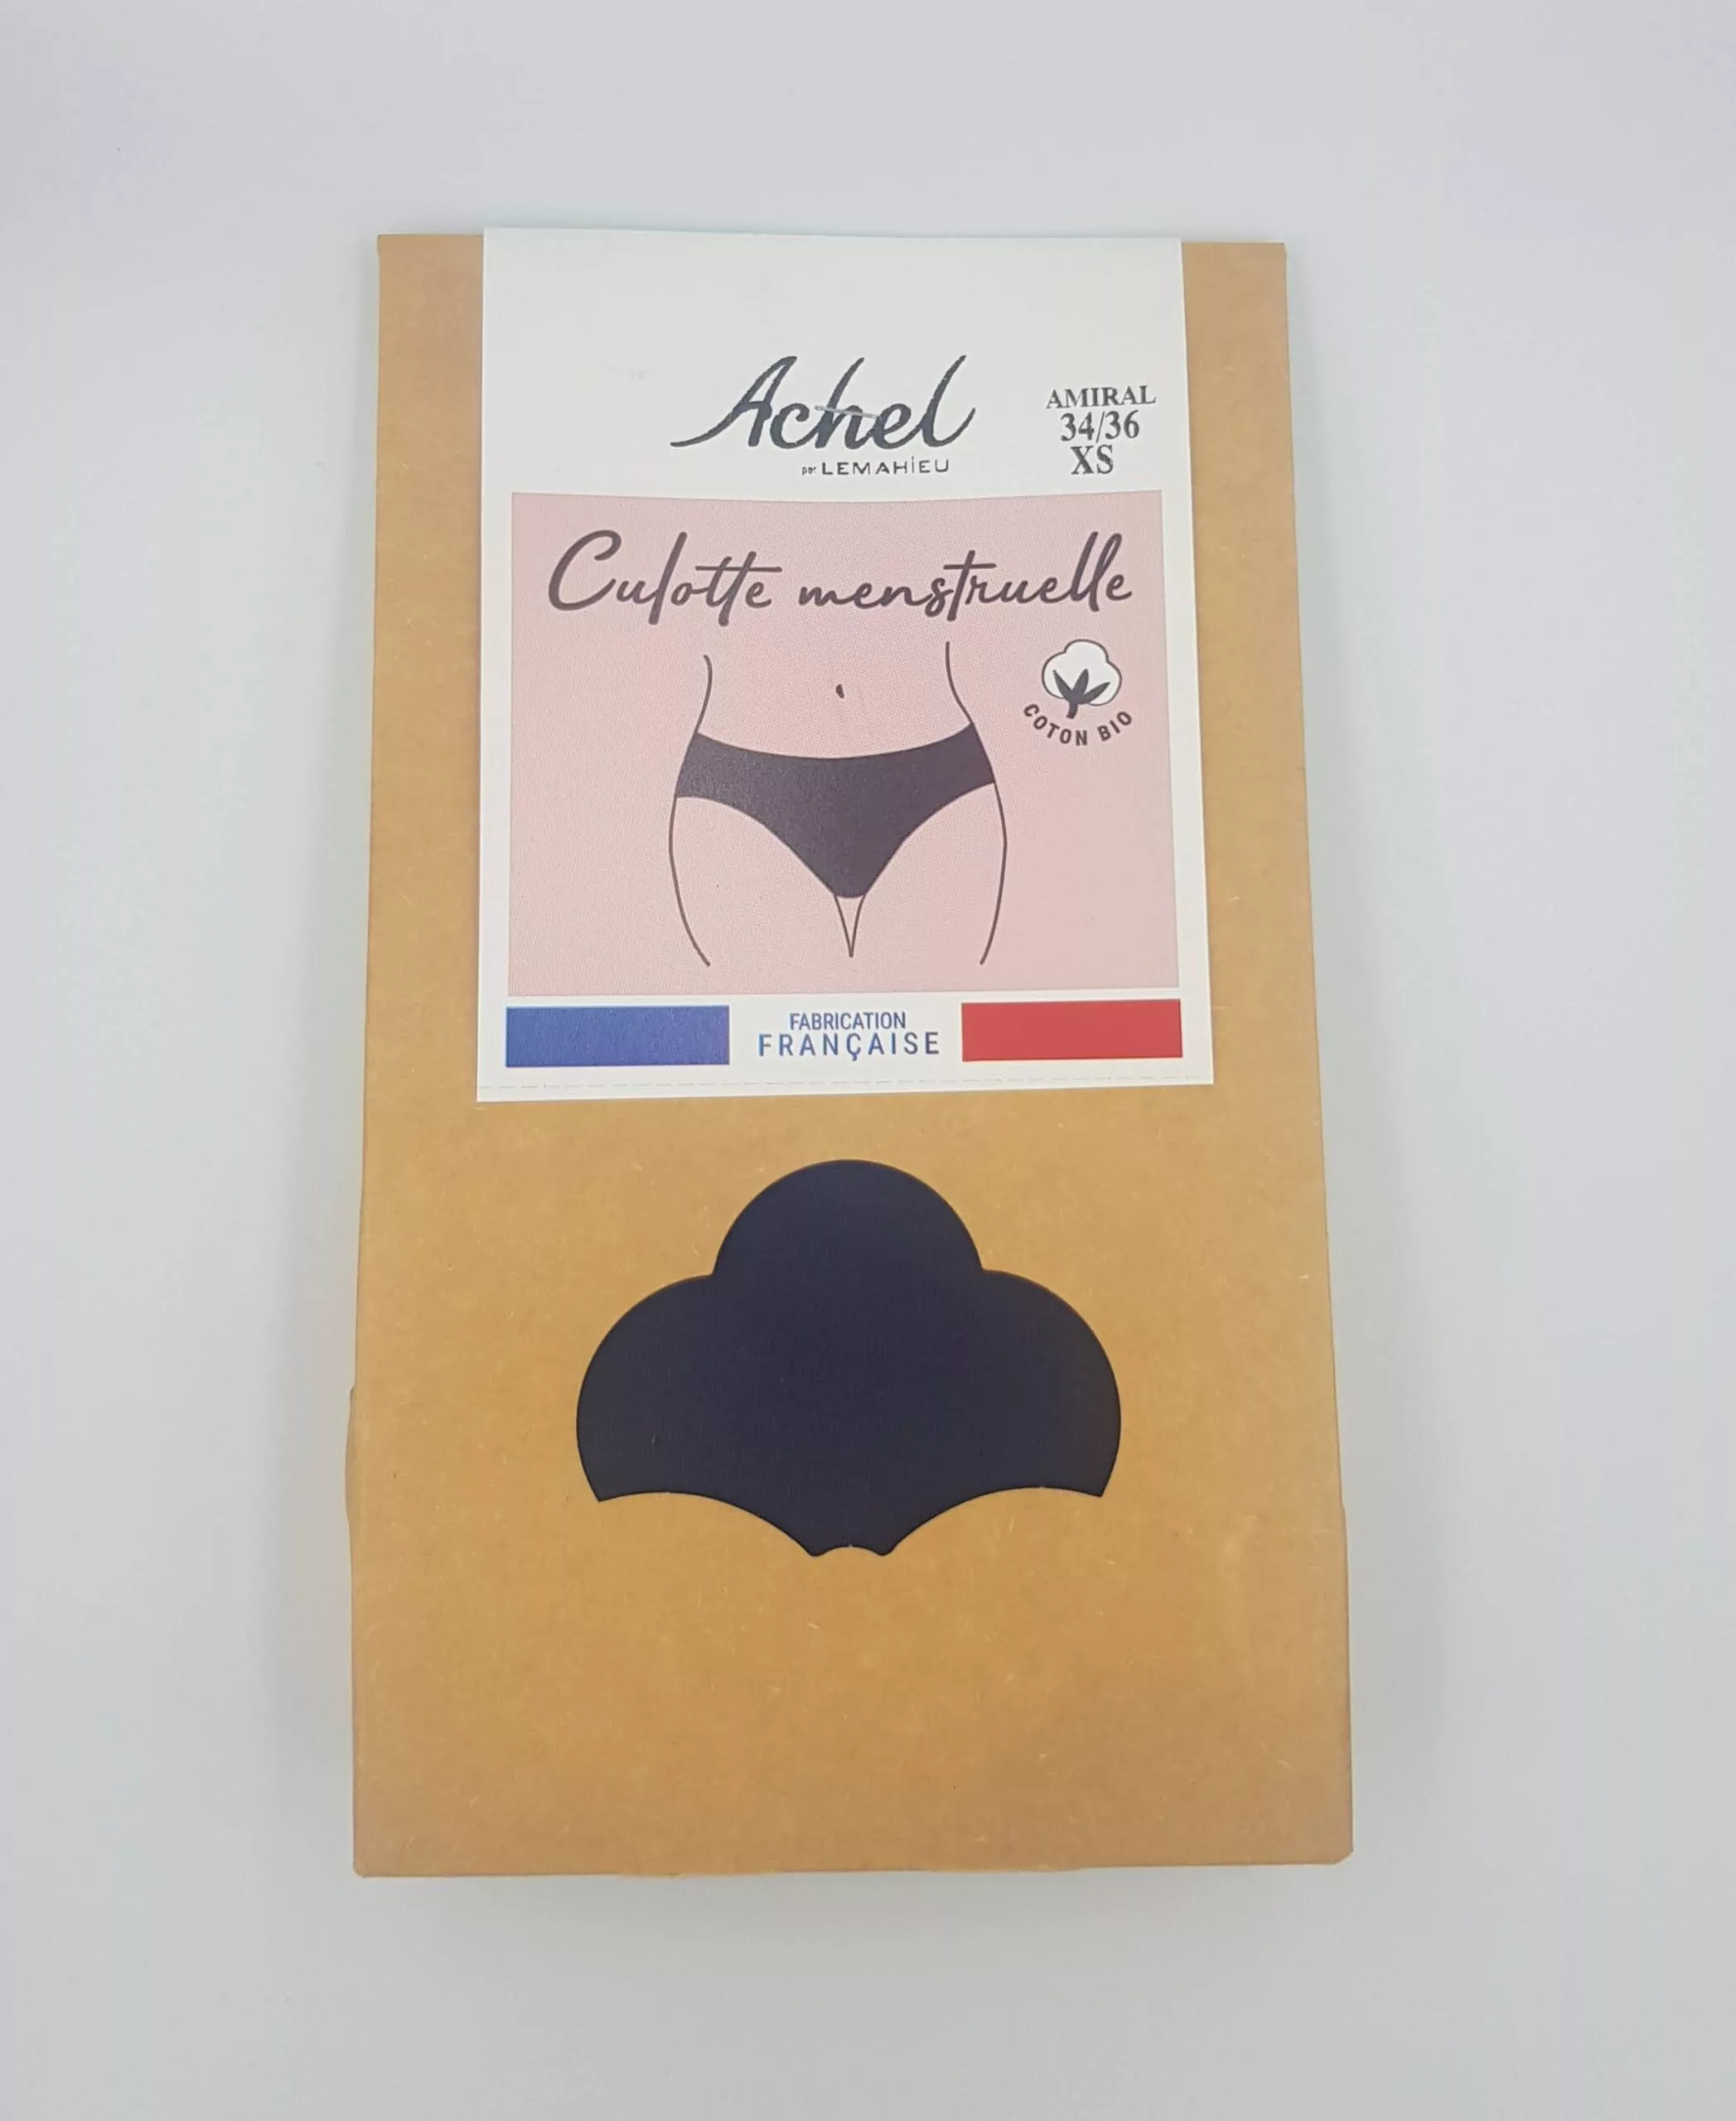 Achel
par LEMAHiEU
AMIRAL
34/36
XS
Culotte menstruelle
COTON BIO
FABRICATION
FRANÇAISE